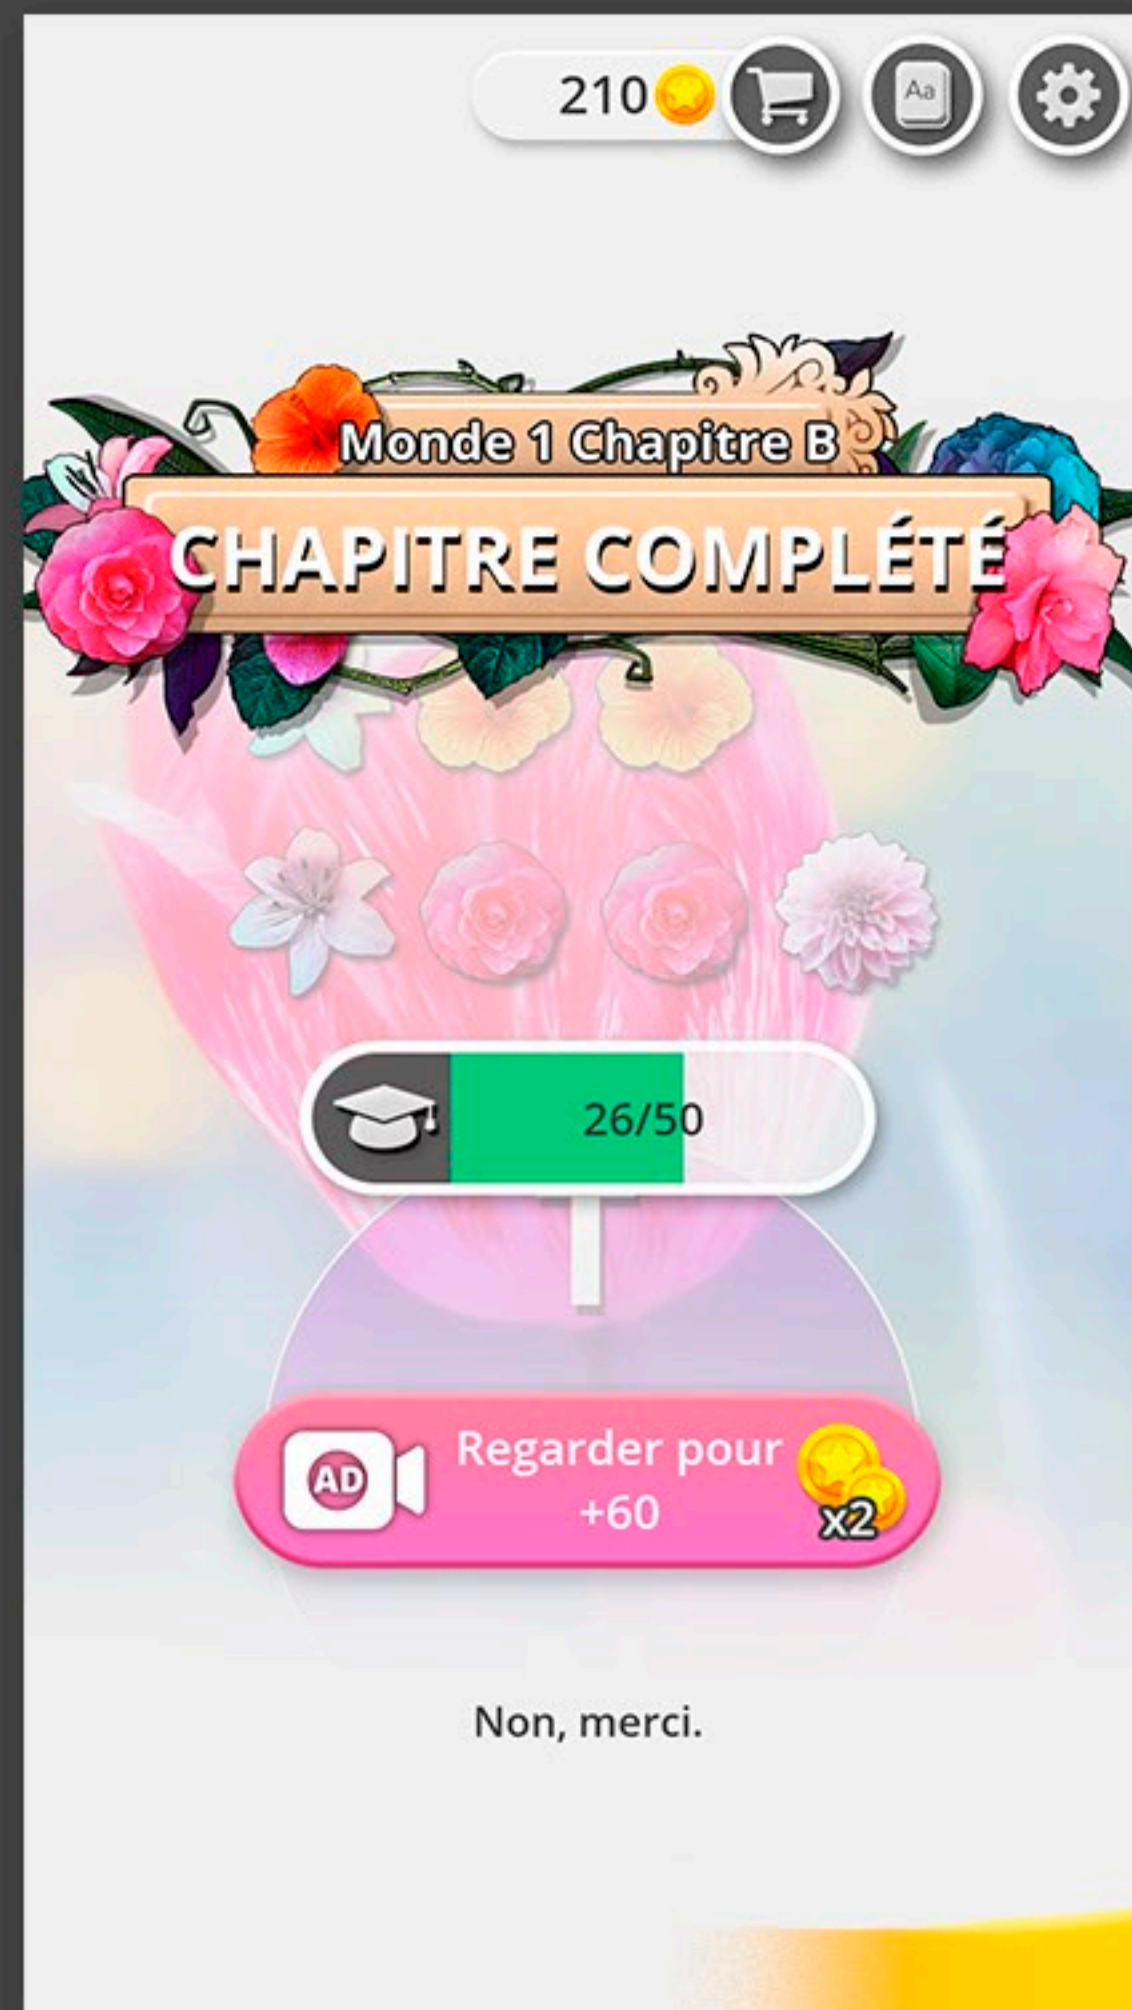 210
Aa
Monde 1 Chapitre B
CHAPITRE COMPLÉTÉ
26/50
AD
Regarder pour
+60
x2
Non, merci.